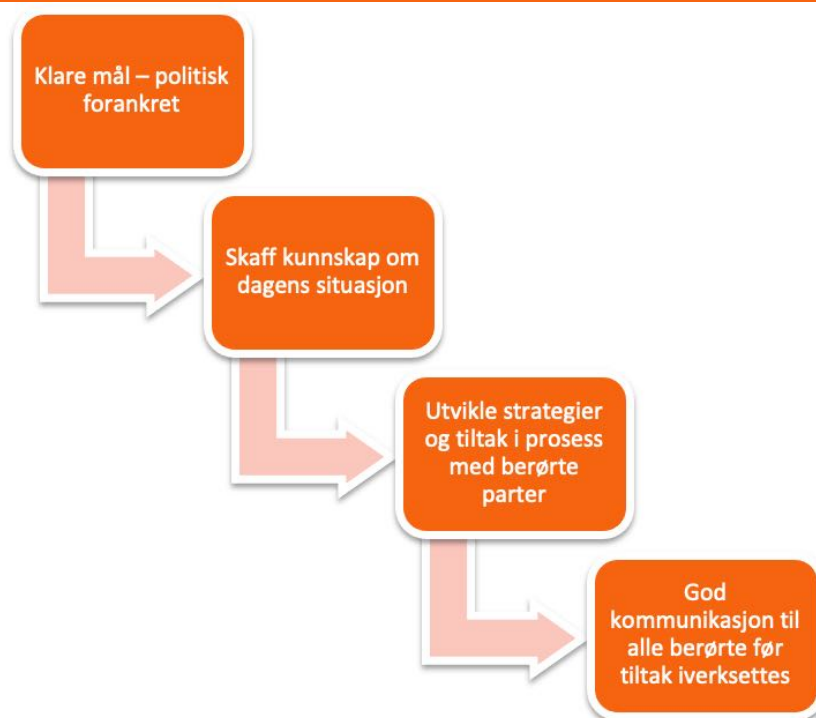 Klare mål – politisk
forankret
Skaff kunnskap om
dagens situasjon
Utvikle strategier
og tiltak i prosess
med berørte
parter
God
kommunikasjon til
alle berørte før
tiltak iverksettes